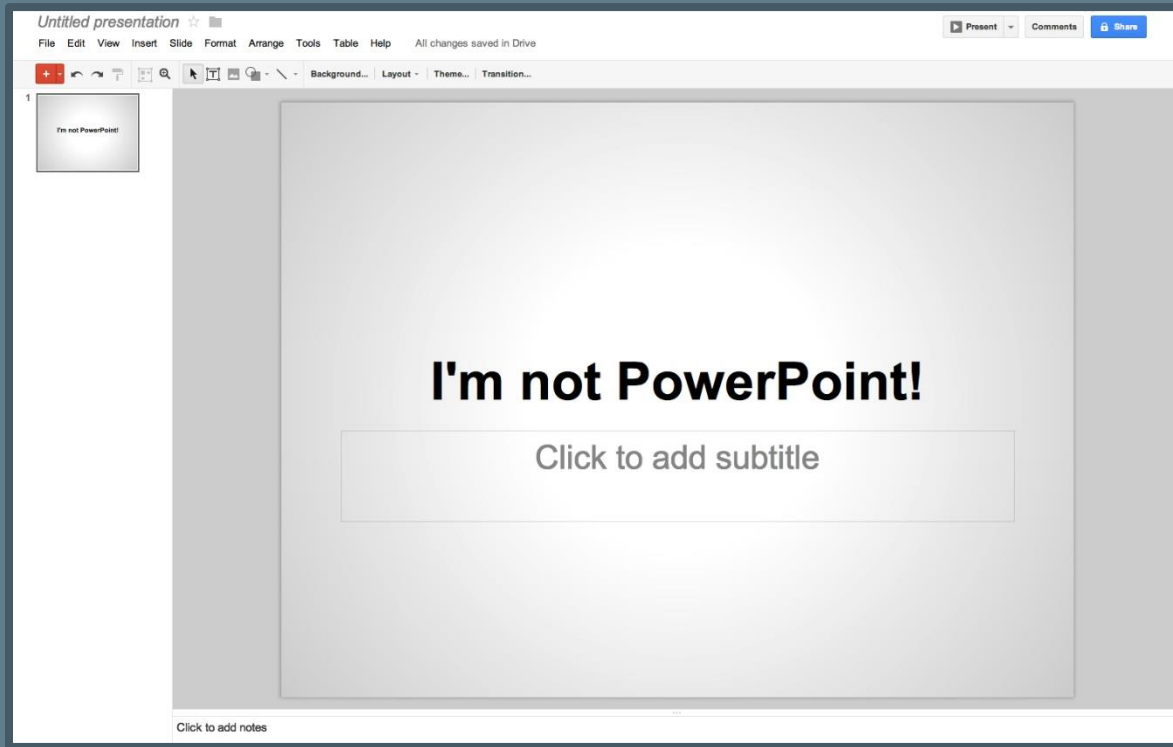 Untitled presentation
Present
Comments
Share
File Edit View Insert Slide Format Arrange Tools Table Help All changes saved in Drive
Background... Layout Theme... Transition...
1
I'm not PowerPoint!
I'm not PowerPoint!
Click to add subtitle
Click to add notes